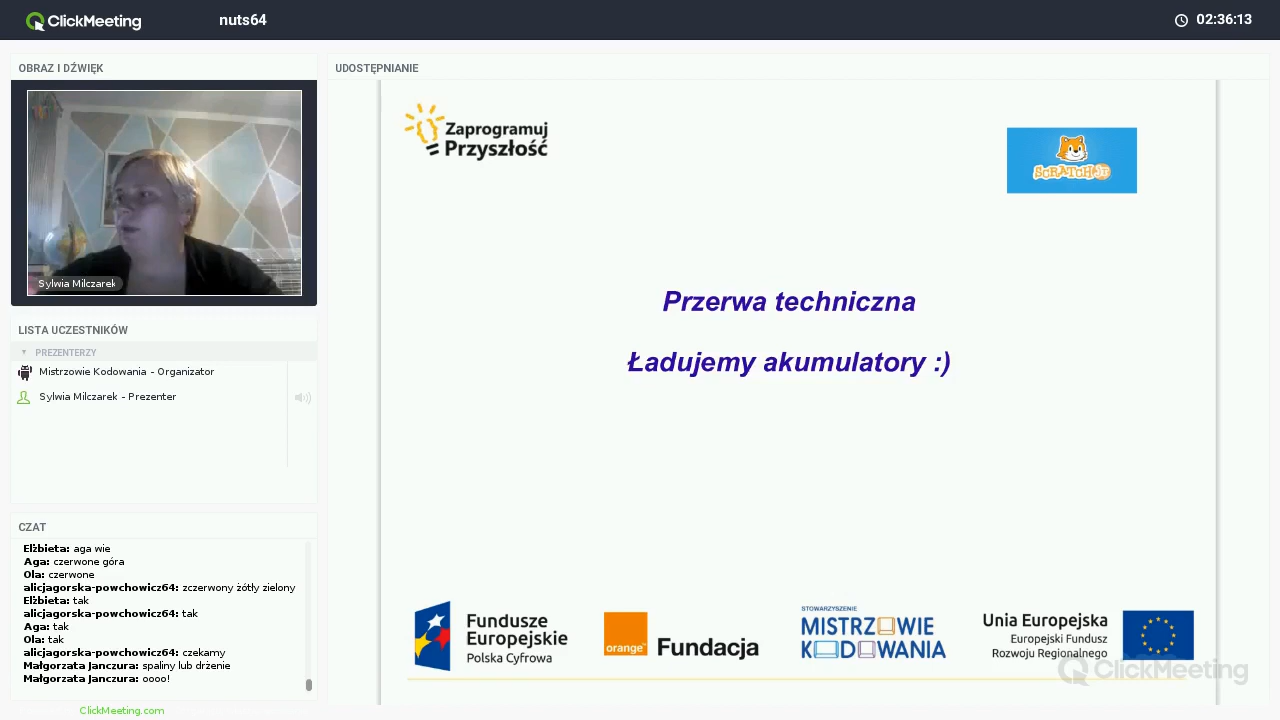 ClickMeeting
nuts64
02:36:13
OBRAZ I DŹWIĘK
Sylwia Milczarek
LISTA UCZESTNIKÓW
PREZENTERZY
Mistrzowie Kodowania - Organizator
Sylwia Milczarek - Prezenter
CZAT
Elżbieta: aga wie
Aga: czerwone góra
Ola: czerwone
alicjagorska-powchowicz64: zczerwony żótły zielony
Elżbieta: tak
alicjagorska-powchowicz64: tak
Aga: tak
Ola: tak
alicjagorska-powchowicz64: czekamy
Małgorzata Janczura: spaliny lub drżenie
Małgorzata Janczura: oooo!
ClickMeeting.com
UDOSTĘPNIANIE
Zaprogramuj
Przyszłość
SCRATCH Jr
Przerwa techniczna
Ładujemy akumulatory :)
Fundusze
Europejskie
Polska Cyfrowa
orange
Fundacja
STOWARZYSZENIE
MISTRZOWIE
KODOWANIA
Unia Europejska
Europejski Fundusz
Rozwoju Regionalnego
ClickMeeting